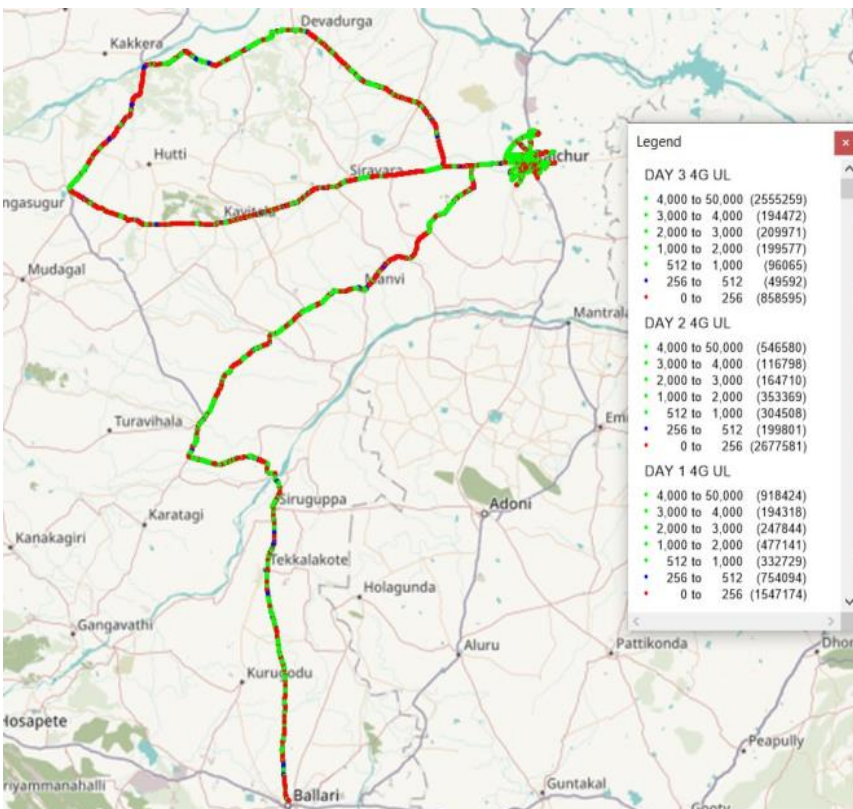 Devadurga
Kakkera
Hutti
Siravara
ngasugur
Kavitala
Mudagal
Manvi
Mantrala
Turavihala
Siruguppa
Adoni
Karatagi
Kanakagiri
Tekkalakote
Holagunda
Gangavathi
Aluru
Pattikonda
Dhor
Kurugodu
Hosapete
Peapully
riyammanahalli
Ballari
Guntakal
Gooty
Legend
DAY 3 4G UL
4,000 to 50,000 (2555259)
3,000 to 4,000 (194472)
2,000 to 3,000 (209971)
1,000 to 2,000 (199577)
512 to 1,000 (96065)
256 to 512 (49592)
0 to 256 (858595)
DAY 2 4G UL
4,000 to 50,000 (546580)
3,000 to 4,000 (116798)
2,000 to 3,000 (164710)
1,000 to 2,000 (353369)
512 to 1,000 (304508)
256 to 512 (199801)
0 to 256 (2677581)
DAY 1 4G UL
4,000 to 50,000 (918424)
3,000 to 4,000 (194318)
2,000 to 3,000 (247844)
1,000 to 2,000 (477141)
512 to 1,000 (332729)
256 to 512 (754094)
0 to 256 (1547174)